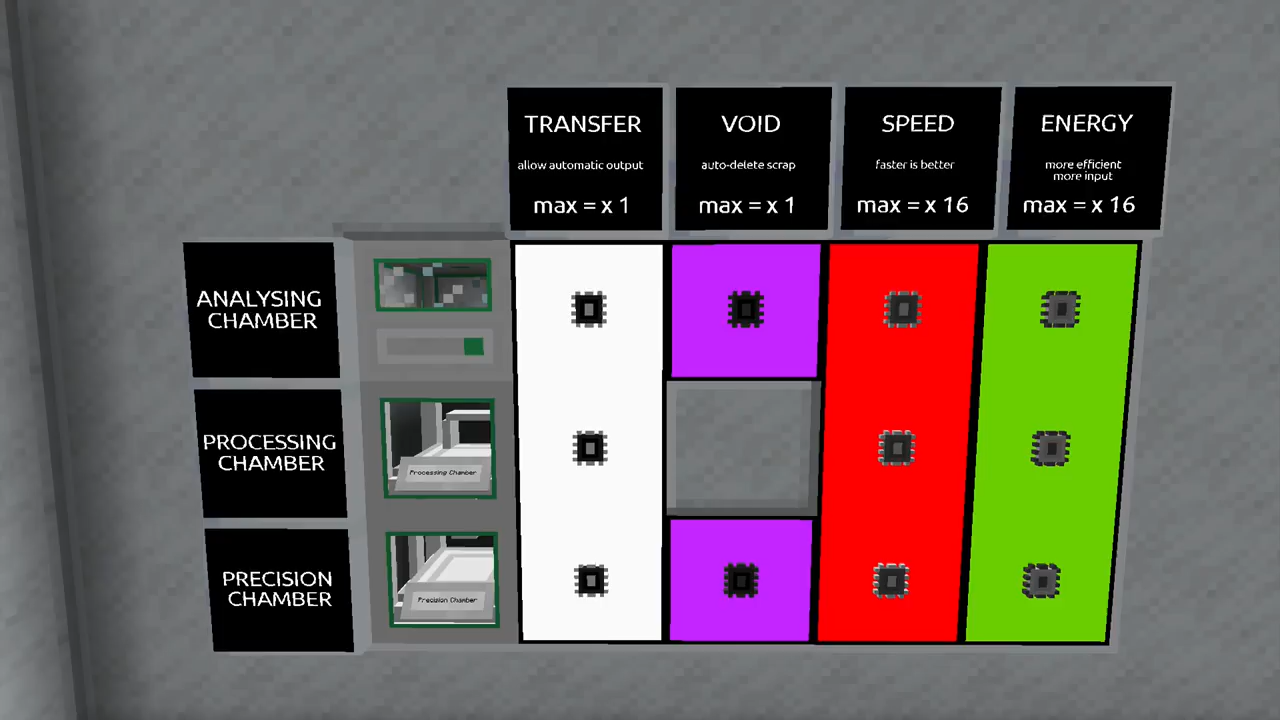 TRANSFER
allow automatic output
max = x 1
VOID
auto-delete scrap
max = x 1
SPEED
faster is better
max = x 16
ENERGY
more efficient
more input
max = x 16
ANALYSING
CHAMBER
PROCESSING
CHAMBER
Processing Chamber
PRECISION
CHAMBER
Precision Chamber